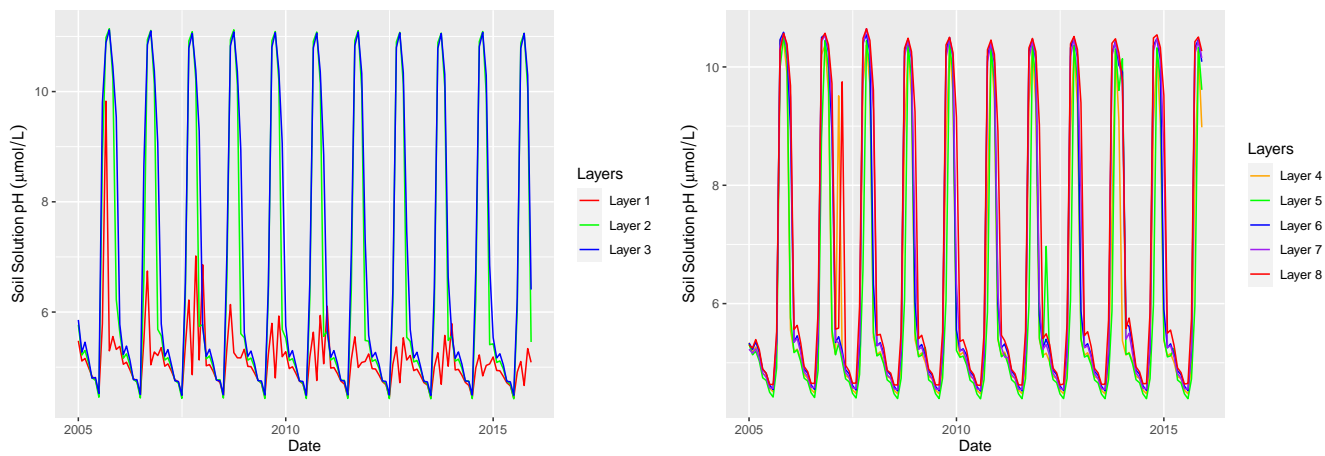 Soil Solution pH (μmol/L)
10
8
6
2005
2010
2015
Date
Layers
Layer 1
Layer 2
Layer 3
Soil Solution pH (μmol/L)
10
8
6
2005
2010
2015
Date
Layers
Layer 4
Layer 5
Layer 6
Layer 7
Layer 8